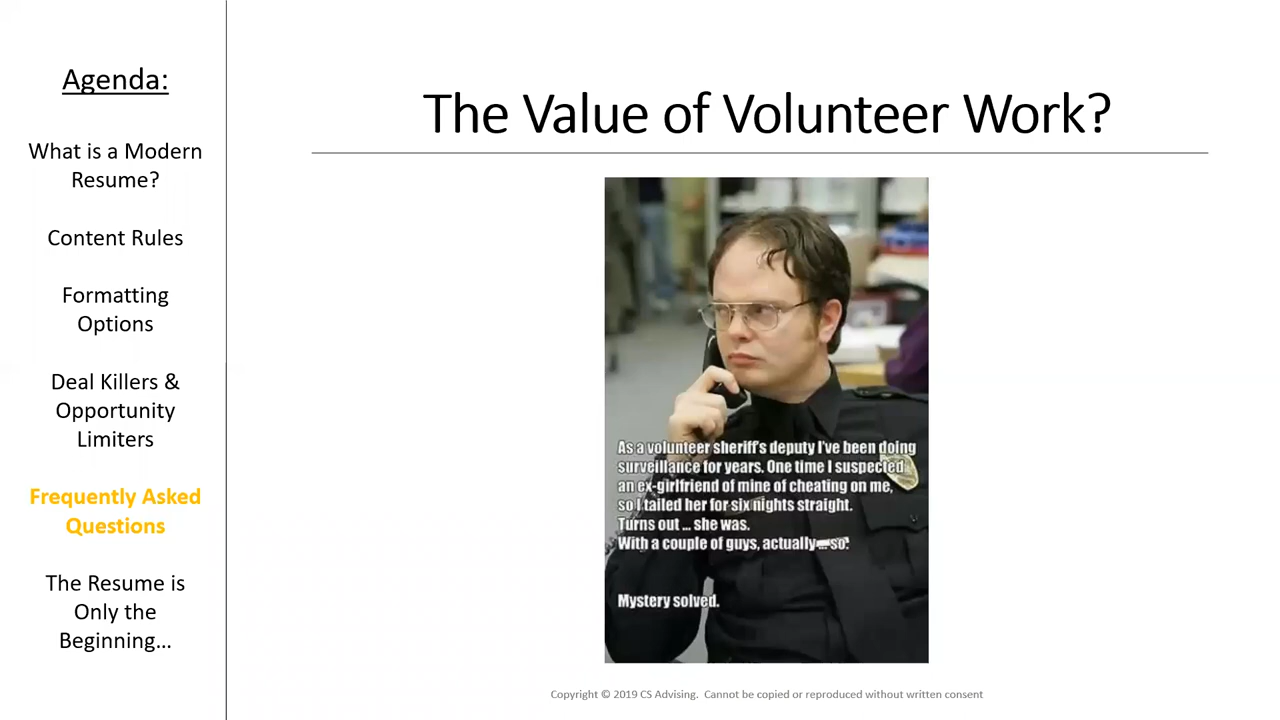 Agenda:
What is a Modern
Resume?
Content Rules
Formatting
Options
Deal Killers &
Opportunity
Limiters
Frequently Asked
Questions
The Resume is
Only the
Beginning…
The Value of Volunteer Work?
As a volunteer sheriff's deputy I've been doing
surveillance for years. One time I suspected
an ex-girlfriend of mine of cheating on me,
so I tailed her for six nights straight.
Turns out ... she was.
With a couple of guys, actually ... so.
Mystery solved.
Copyright © 2019 CS Advising. Cannot be copied or reproduced without written consent